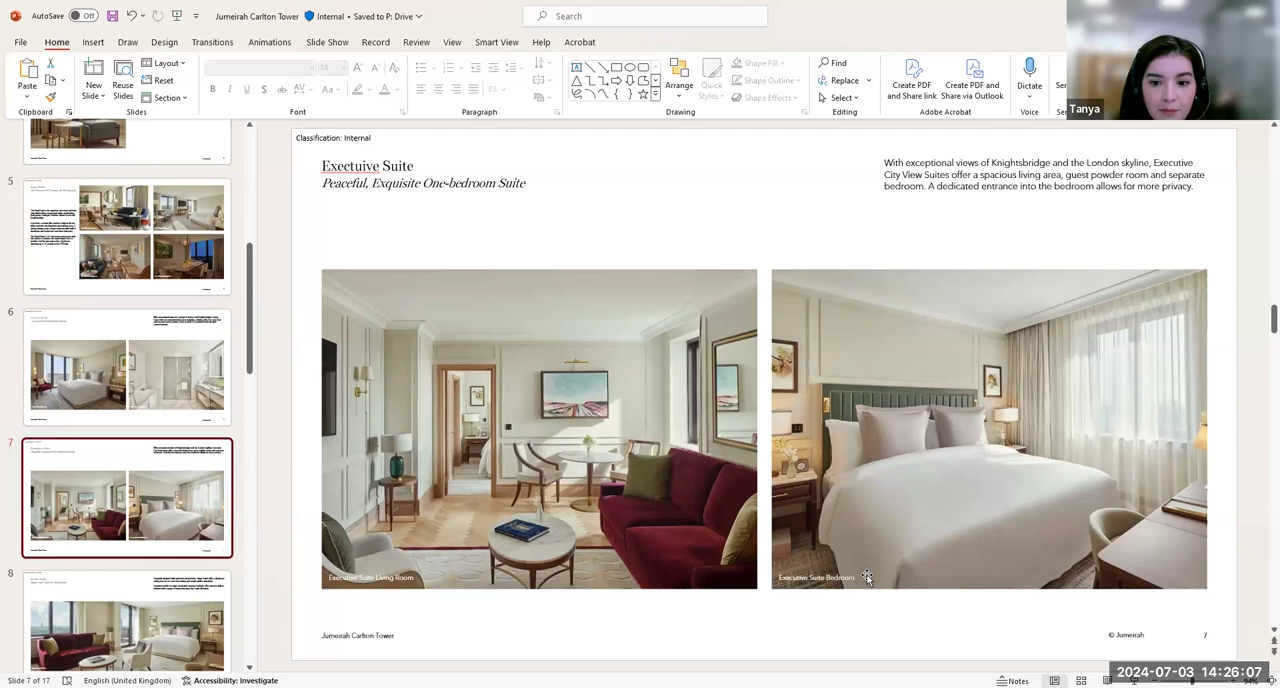 AutoSave Off Jumeirah Carlton Tower Internal • Saved to P: Drive Search
File Home Insert Draw Design Transitions Animations Slide Show Record Review View Smart View Help Acrobat
Paste New Slide Reuse Slides Layout Reset Section
14
B I U S ab AV Aa A
Arrange Quick Styles Shape Fill Shape Outline Shape Effects
Find Replace Select
Create PDF and Share link Create PDF and Share via Outlook Dictate
Clipboard Slides Font Paragraph Drawing Editing Adobe Acrobat Voice
Tanya
Classification: Internal
Exectuive Suite
Peaceful, Exquisite One-bedroom Suite
With exceptional views of Knightsbridge and the London skyline, Executive
City View Suites offer a spacious living area, guest powder room and separate
bedroom. A dedicated entrance into the bedroom allows for more privacy.
5
6
7
8
Executive Suite Living Room
Executive Suite Bedroom
Jumeirah Carlton Tower
© Jumeirah
7
Slide 7 of 17 English (United Kingdom) Accessibility: Investigate Notes
2024-07-03 14:26:07